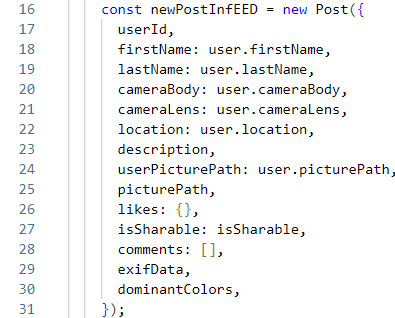 16 const newPostInfEED = new Post({
17 userId,
18 firstName: user.firstName,
19 lastName: user.lastName,
20 cameraBody: user.cameraBody,
21 cameraLens: user.cameraLens,
22 location: user.location,
23 description,
24 userPicturePath: user.picturePath,
25 picturePath,
26 likes: {},
27 isSharable: isSharable,
28 comments: [],
29 exifData,
30 dominantColors,
31 });